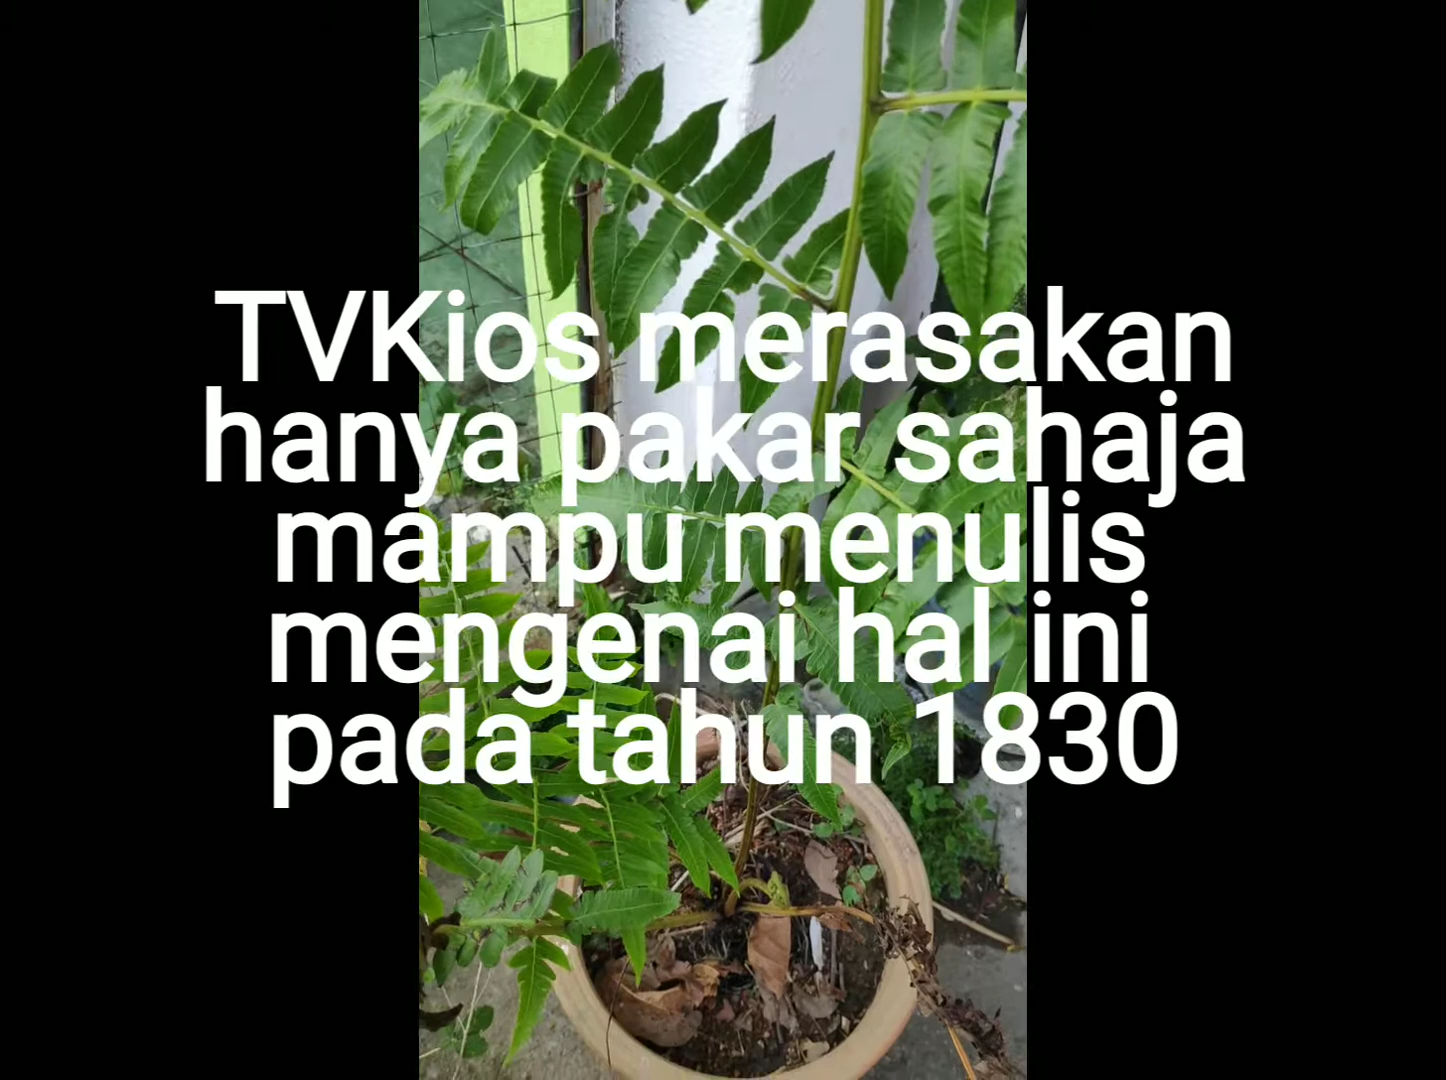 TVKios merasakan
hanya pakar sahaja
mampu menulis
mengenai hal ini
pada tahun 1830